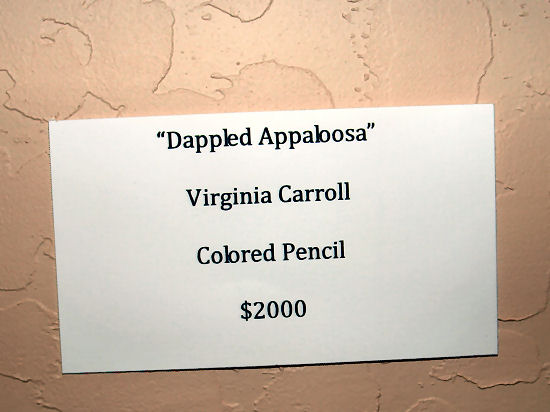 “Dappled Appaloosa”
Virginia Carroll
Colored Pencil
$2000